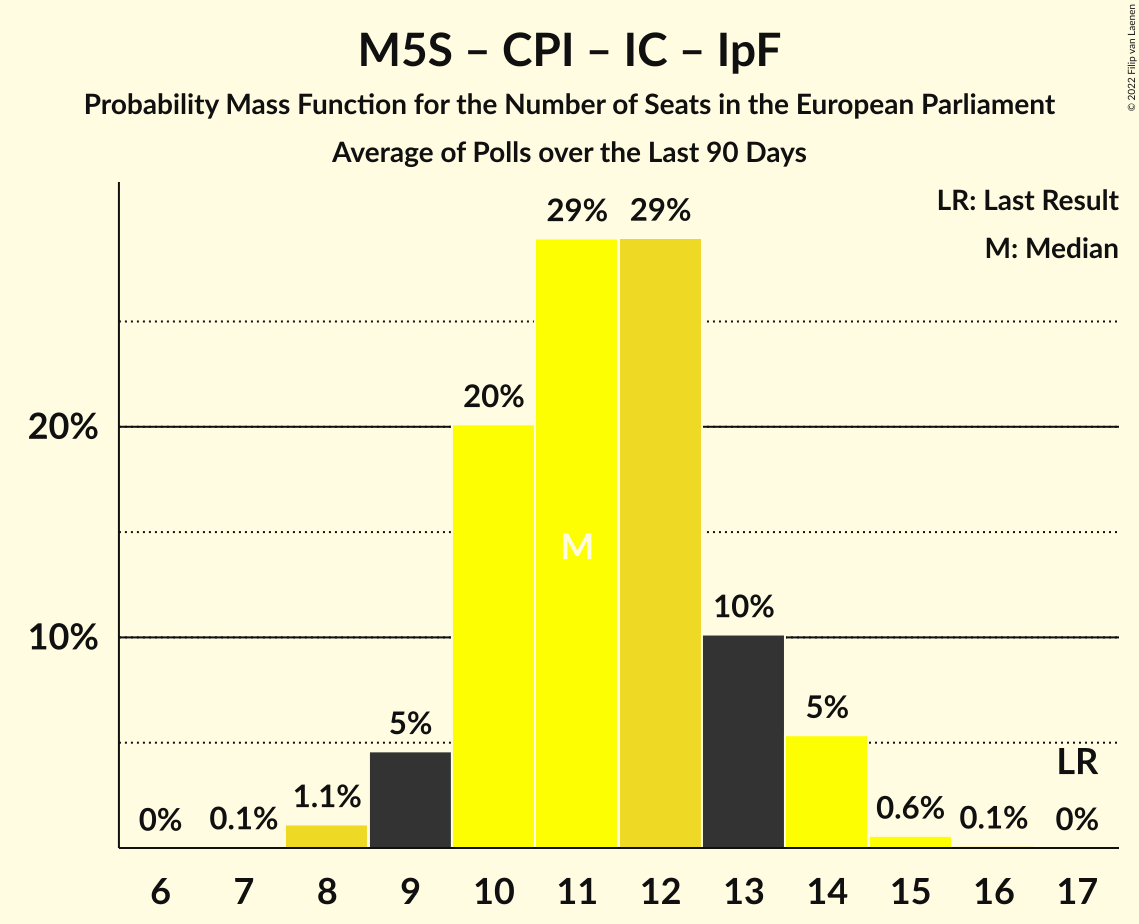 M5S – CPI – IC – IpF
Probability Mass Function for the Number of Seats in the European Parliament
Average of Polls over the Last 90 Days
© 2022 Filip van Laenen
LR: Last Result
M: Median
29% 29%
20%
20%
M
10%
10%
5%
5%
LR
0% 0.1% 1.1% 0.6% 0.1% 0%
6 7 8 9 10 11 12 13 14 15 16 17